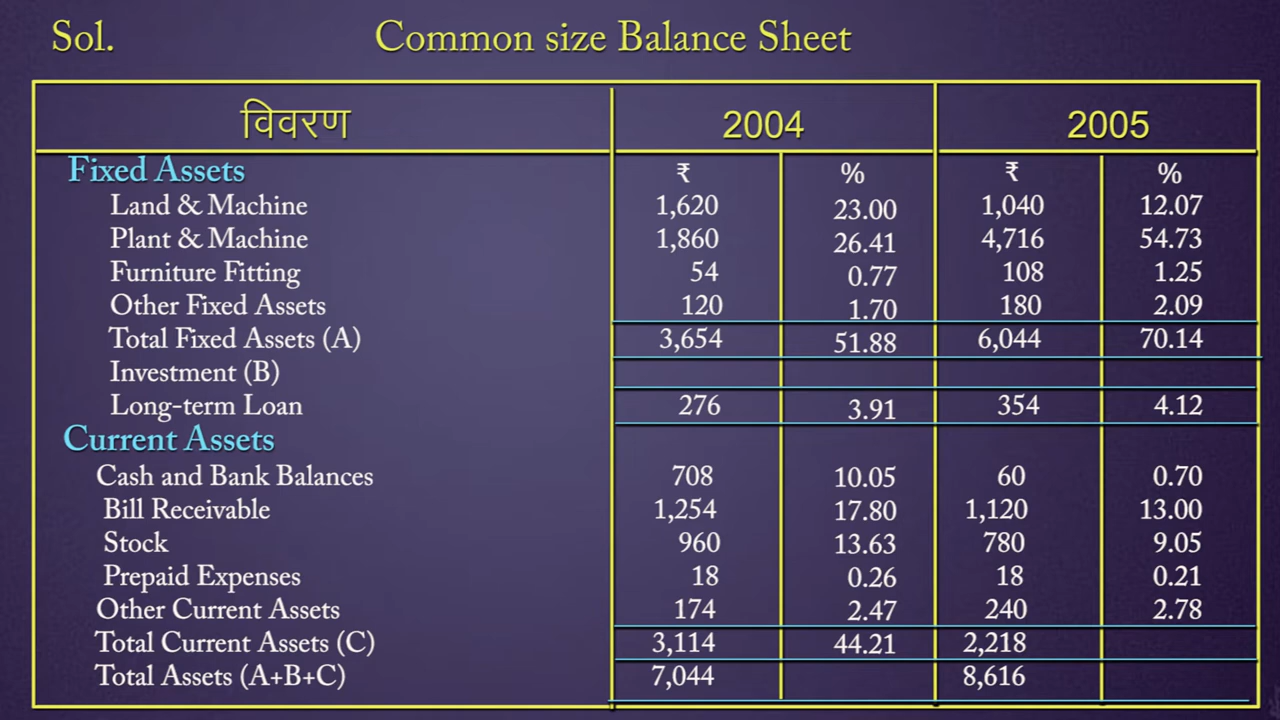 Sol. Common size Balance Sheet
विवरण 2004 2005
Fixed Assets ₹ % ₹ %
Land & Machine 1,620 23.00 1,040 12.07
Plant & Machine 1,860 26.41 4,716 54.73
Furniture Fitting 54 0.77 108 1.25
Other Fixed Assets 120 1.70 180 2.09
Total Fixed Assets (A) 3,654 51.88 6,044 70.14
Investment (B)
Long-term Loan 276 3.91 354 4.12
Current Assets
Cash and Bank Balances 708 10.05 60 0.70
Bill Receivable 1,254 17.80 1,120 13.00
Stock 960 13.63 780 9.05
Prepaid Expenses 18 0.26 18 0.21
Other Current Assets 174 2.47 240 2.78
Total Current Assets (C) 3,114 44.21 2,218
Total Assets (A+B+C) 7,044 8,616